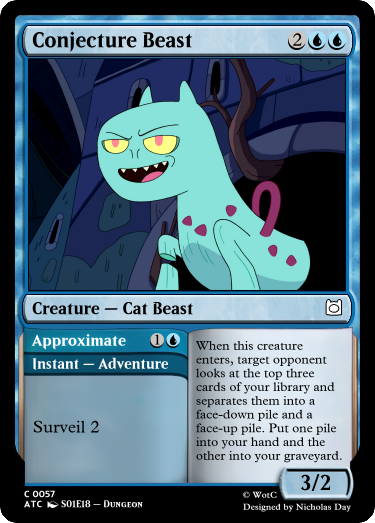 Conjecture Beast 2
Creature — Cat Beast
Approximate 1
Instant — Adventure
Surveil 2
When this creature
enters, target opponent
looks at the top three
cards of your library and
separates them into a
face-down pile and a
face-up pile. Put one pile
into your hand and the
other into your graveyard.
3/2
C 0057
ATC S01E18 — Dungeon
© WotC
Designed by Nicholas Day